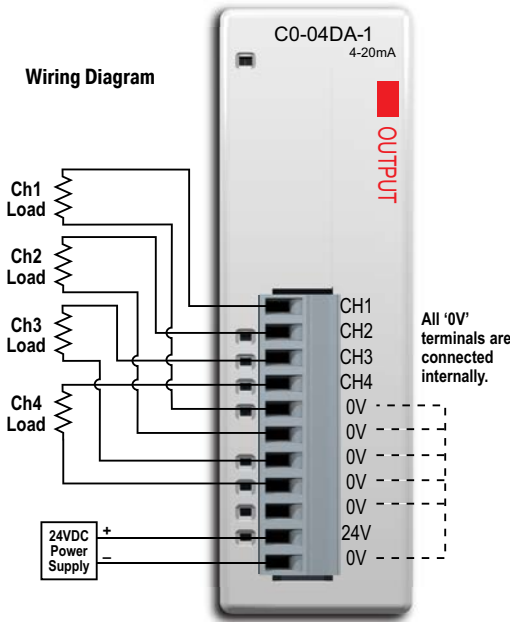 C0-04DA-1
4-20mA
Wiring Diagram
OUTPUT
Ch1
Load
Ch2
Load
Ch3
Load
Ch4
Load
CH1
CH2
CH3
CH4
0V
0V
0V
0V
0V
24V
0V
All ‘0V’
terminals are
connected
internally.
24VDC
Power
Supply
+
–